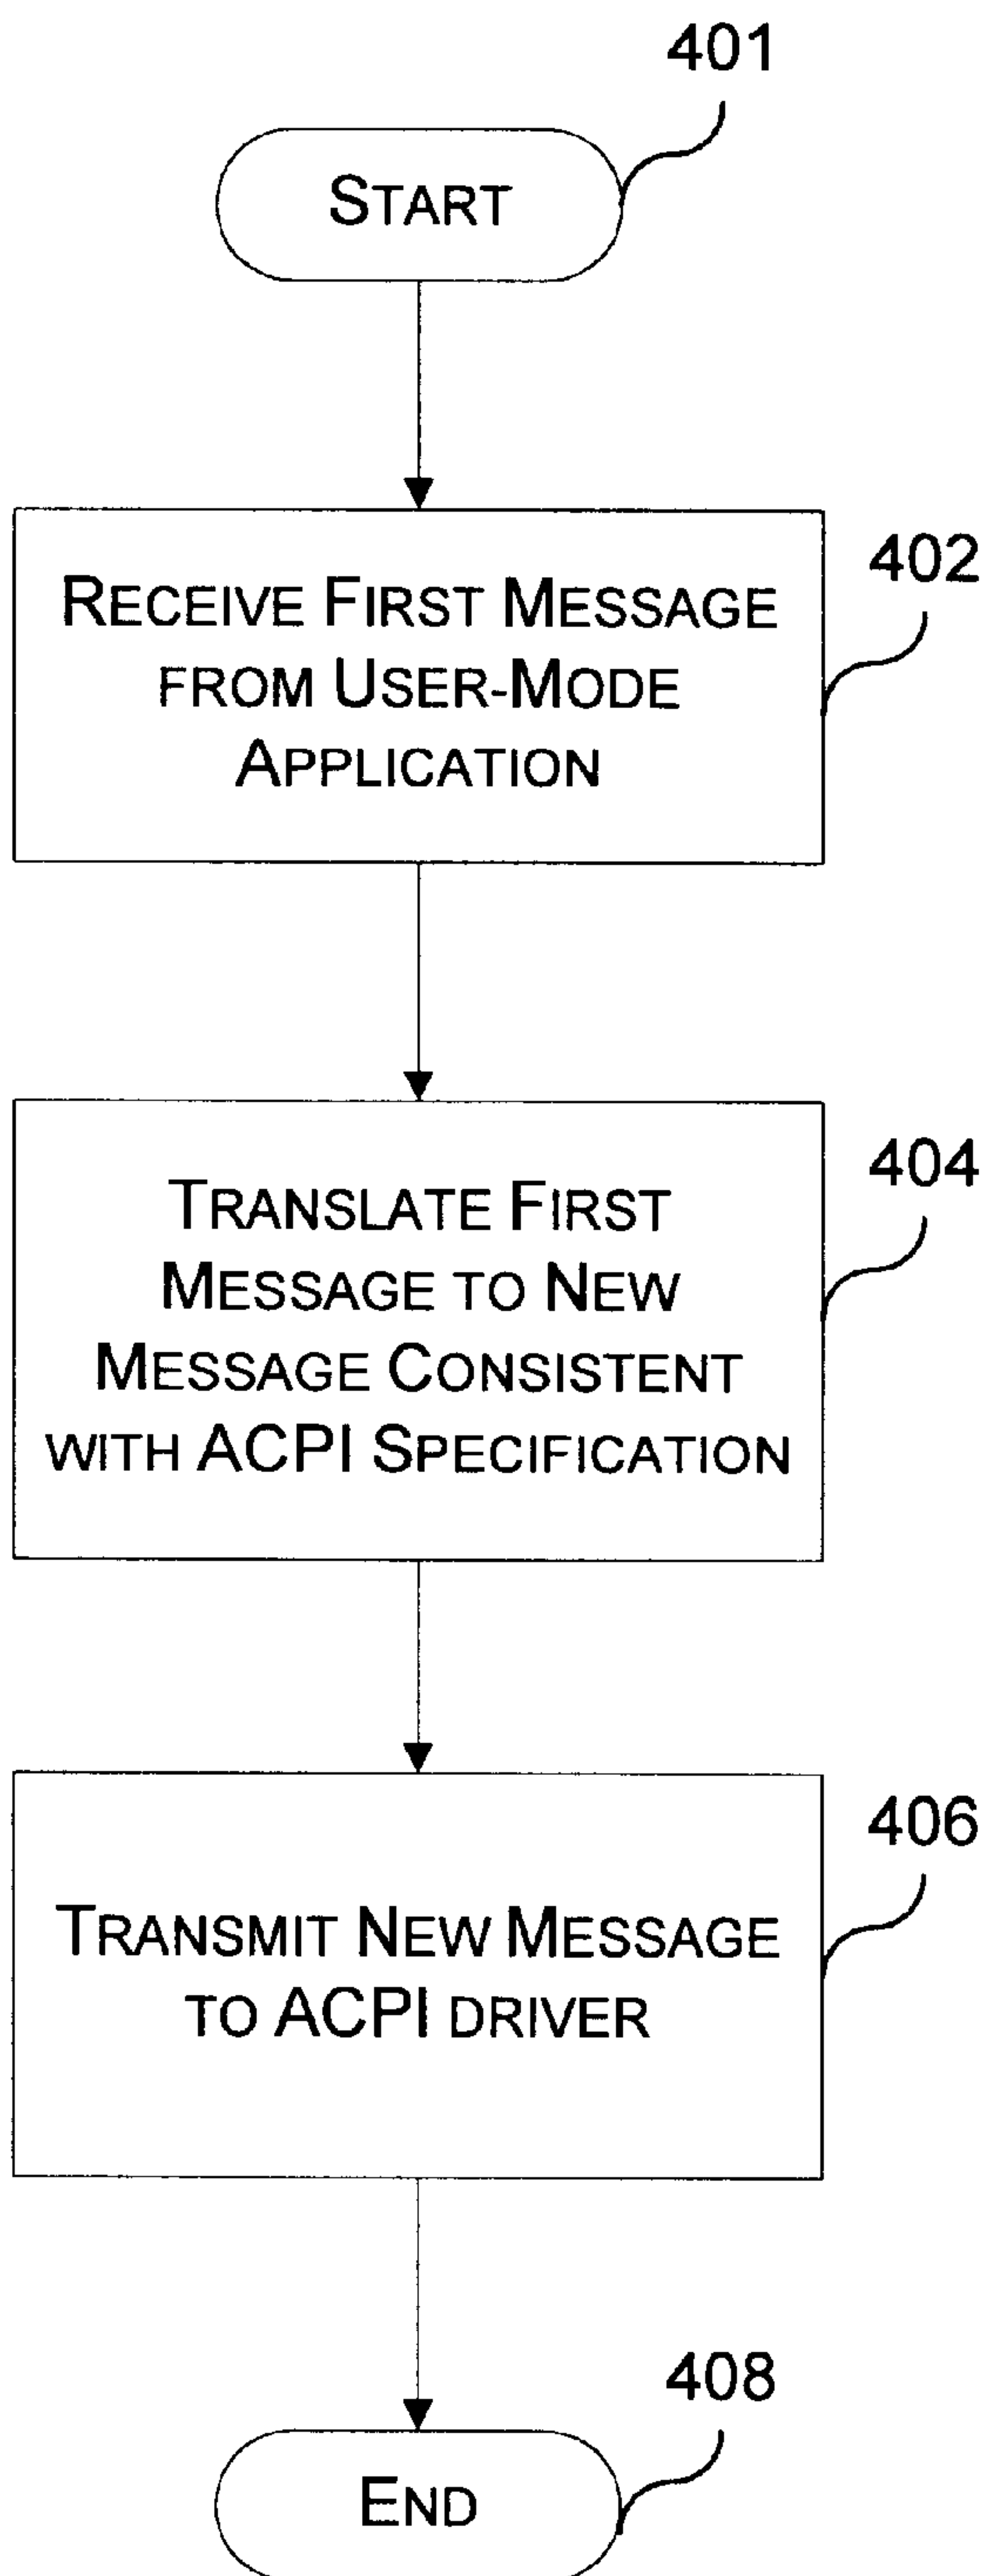 401
START
402
RECEIVE FIRST MESSAGE
FROM USER-MODE
APPLICATION
404
TRANSLATE FIRST
MESSAGE TO NEW
MESSAGE CONSISTENT
WITH ACPI SPECIFICATION
406
TRANSMIT NEW MESSAGE
TO ACPI DRIVER
408
END